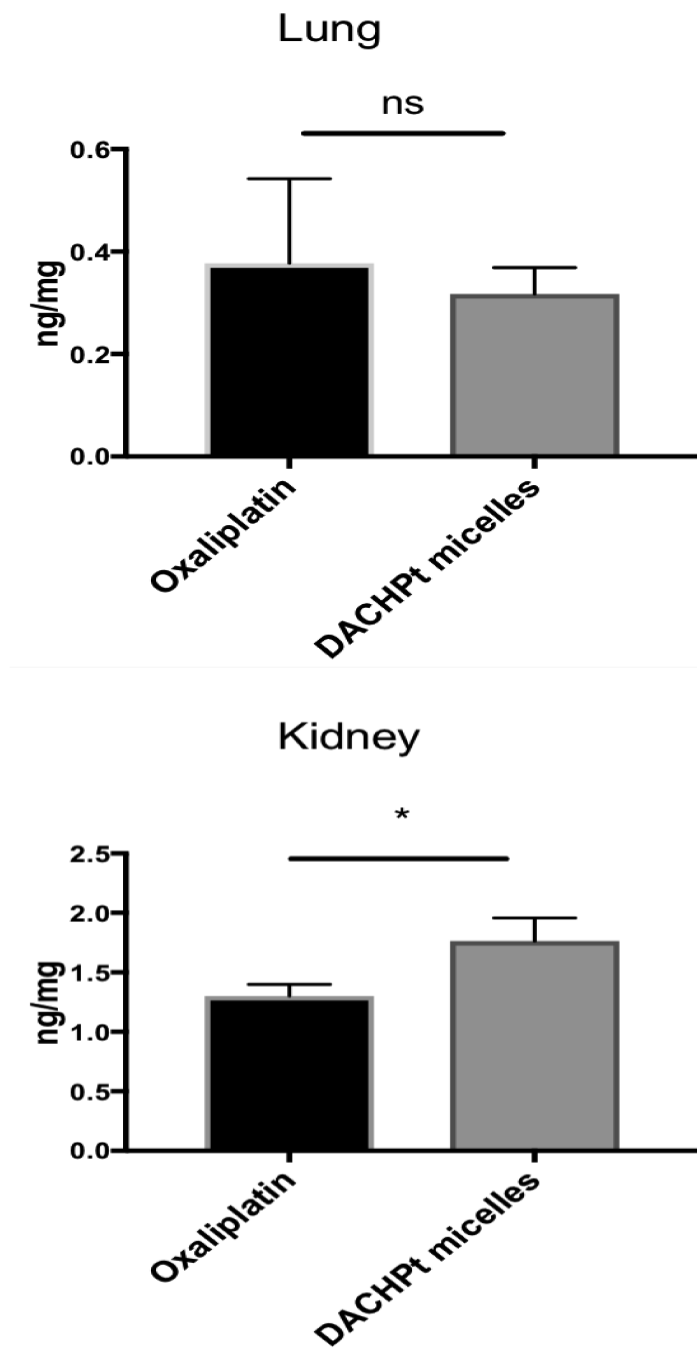 Lung
ns
0.6
0.4
0.2
0.0
ng/mg
Oxaliplatin
DACHPt micelles
Kidney
*
2.5
2.0
1.5
1.0
0.5
0.0
ng/mg
Oxaliplatin
DACHPt micelles